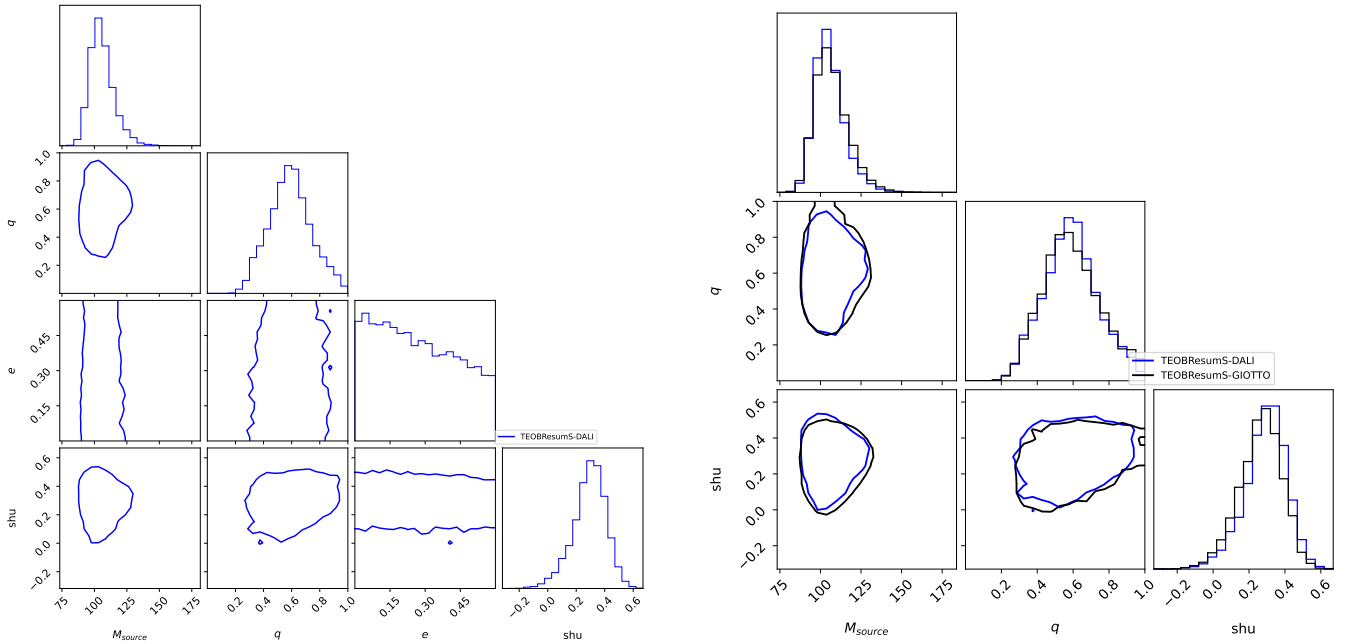 1.0
0.8
0.6
0.4
0.2
q
0.45
0.30
0.15
e
TEOBResumS-DALI
0.6
0.4
0.2
0.0
−0.2
shu
75 100 125 150 175
0.2 0.4 0.6 0.8 1.0
0.15 0.30 0.45
−0.2 0.0 0.2 0.4 0.6
M_source q e shu
1.0
0.8
0.6
0.4
0.2
q
TEOBResumS-DALI
TEOBResumS-GIOTTO
0.6
0.4
0.2
0.0
−0.2
shu
75 100 125 150 175
0.2 0.4 0.6 0.8 1.0
−0.2 0.0 0.2 0.4 0.6
M_source q shu